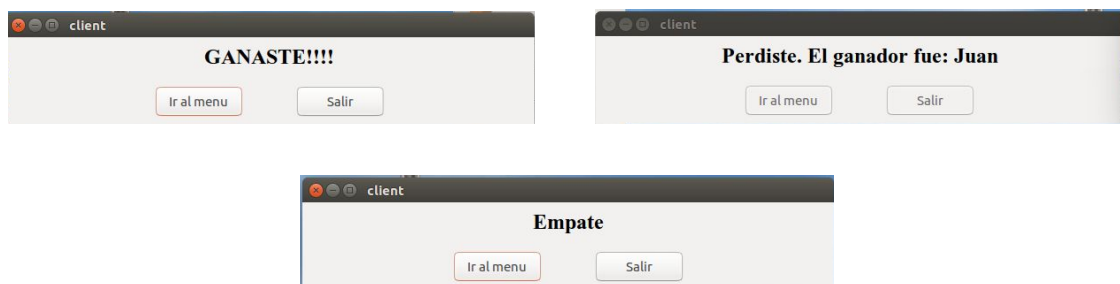 client
GANASTE!!!!
Ir al menu Salir
client
Perdiste. El ganador fue: Juan
Ir al menu Salir
client
Empate
Ir al menu Salir